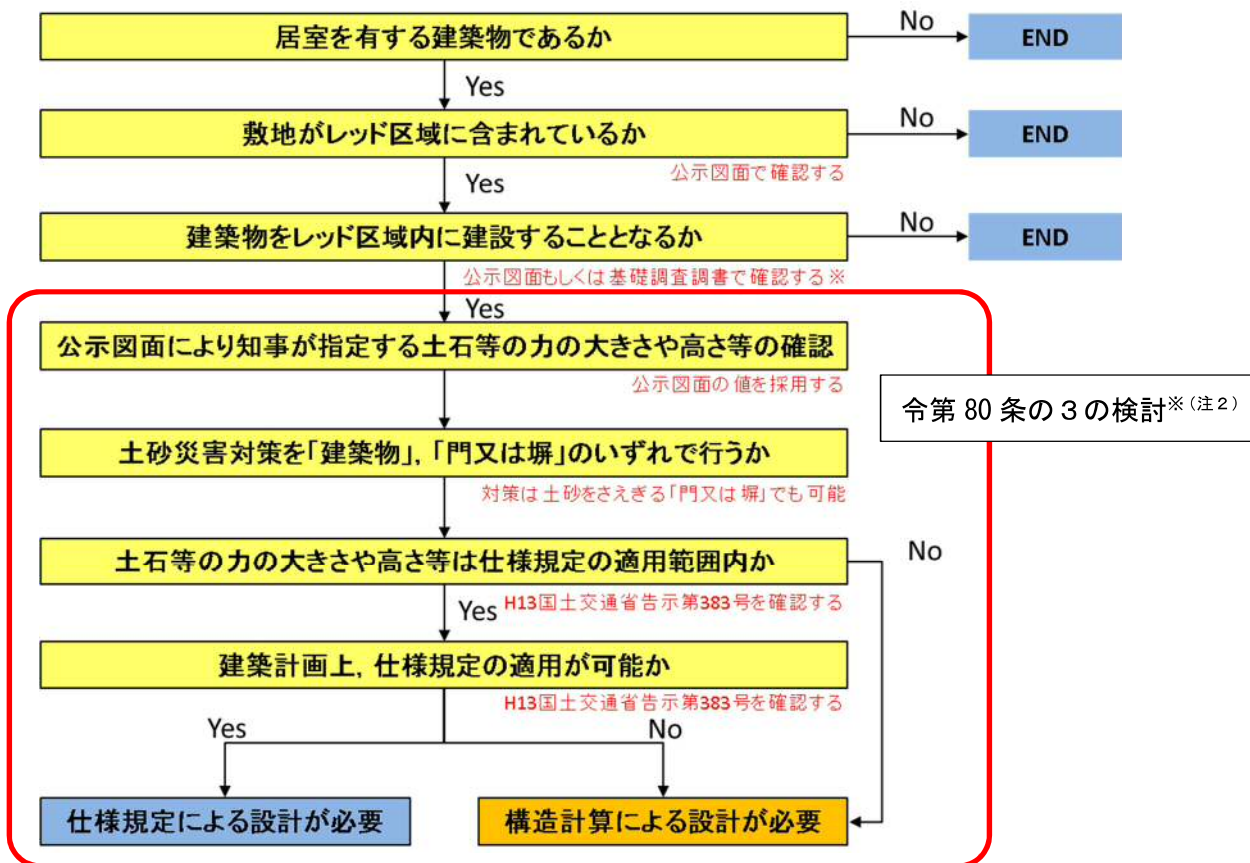 居室を有する建築物であるか
No
END
Yes
敷地がレッド区域に含まれているか
No
END
公示図面で確認する
Yes
建築物をレッド区域内に建設することとなるか
No
END
公示図面もしくは基礎調査調書で確認する※
Yes
公示図面により知事が指定する土石等の力の大きさや高さ等の確認
公示図面の値を採用する
令第80条の3の検討※(注2)
土砂災害対策を「建築物」,「門又は塀」のいずれで行うか
対策は土砂をさえぎる「門又は塀」でも可能
土石等の力の大きさや高さ等は仕様規定の適用範囲内か
No
Yes
H13国土交通省告示第383号を確認する
建築計画上,仕様規定の適用が可能か
H13国土交通省告示第383号を確認する
Yes
No
仕様規定による設計が必要
構造計算による設計が必要